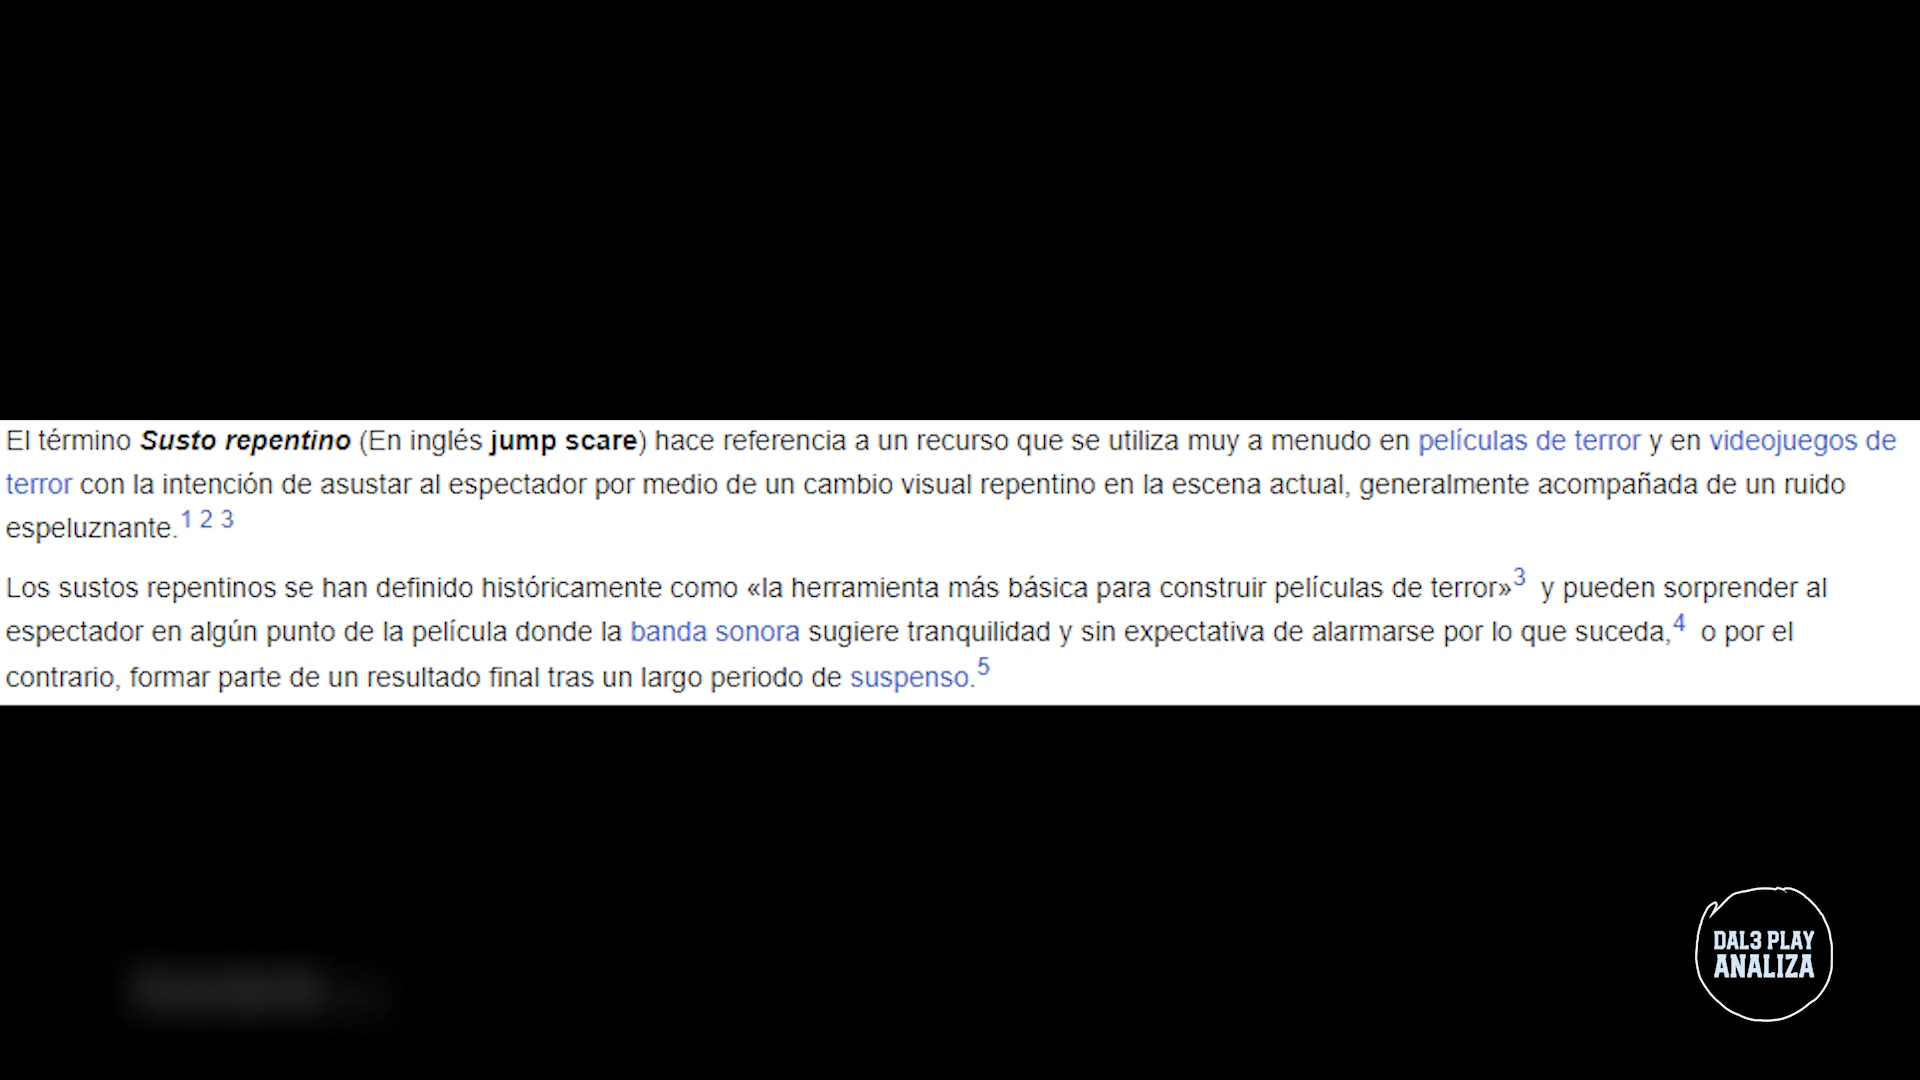 El término Susto repentino (En inglés jump scare) hace referencia a un recurso que se utiliza muy a menudo en películas de terror y en videojuegos de
terror con la intención de asustar al espectador por medio de un cambio visual repentino en la escena actual, generalmente acompañada de un ruido
espeluznante.1 2 3
Los sustos repentinos se han definido históricamente como «la herramienta más básica para construir películas de terror»3 y pueden sorprender al
espectador en algún punto de la película donde la banda sonora sugiere tranquilidad y sin expectativa de alarmarse por lo que suceda,4 o por el
contrario, formar parte de un resultado final tras un largo periodo de suspenso.5
DAL3 PLAY
ANALIZA